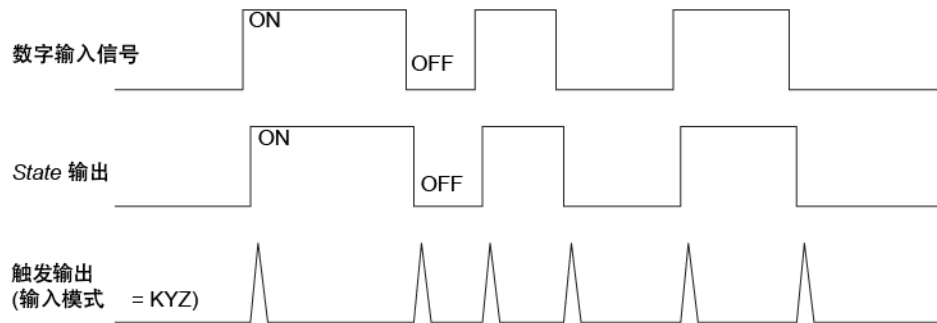 ON
数字输入信号
OFF
ON
State 输出
OFF
触发输出
(输入模式 = KYZ)